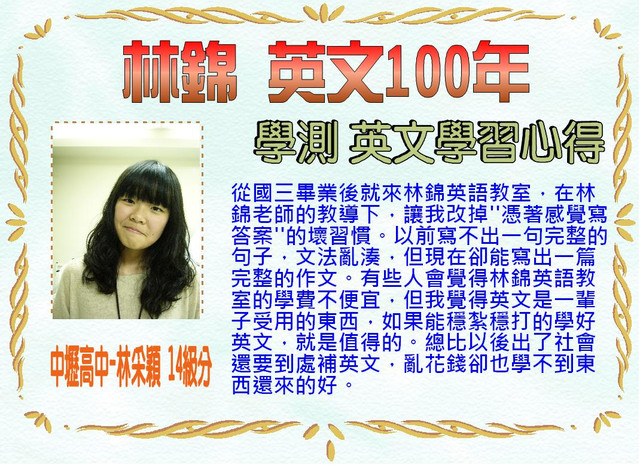 林錦 英文100年
學測 英文學習心得
從國三畢業後就來林錦英語教室，在林
錦老師的教導下，讓我改掉"憑著感覺寫
答案"的壞習慣。以前寫不出一句完整的
句子，文法亂湊，但現在卻能寫出一篇
完整的作文。有些人會覺得林錦英語教
室的學費不便宜，但我覺得英文是一輩
子受用的東西，如果能穩紮穩打的學好
英文，就是值得的。總比以後出了社會
還要到處補英文，亂花錢卻也學不到東
西還來的好。
中壢高中-林采穎 14級分